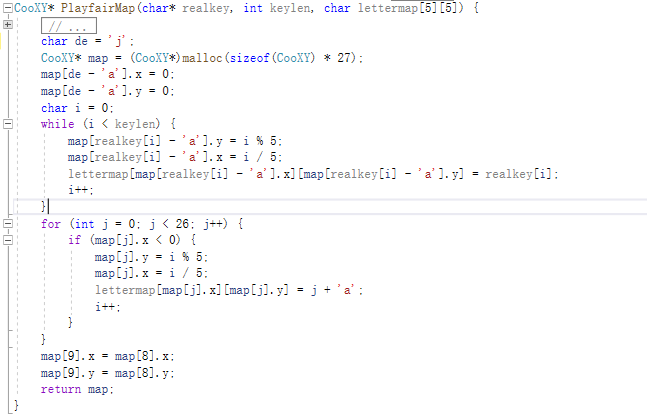 CooXY* PlayfairMap(char* realkey, int keylen, char lettermap[5][5]) {
    // ...
    char de = 'j';
    CooXY* map = (CooXY*)malloc(sizeof(CooXY) * 27);
    map[de - 'a'].x = 0;
    map[de - 'a'].y = 0;
    char i = 0;
    while (i < keylen) {
        map[realkey[i] - 'a'].y = i % 5;
        map[realkey[i] - 'a'].x = i / 5;
        lettermap[map[realkey[i] - 'a'].x][map[realkey[i] - 'a'].y] = realkey[i];
        i++;
    }
    for (int j = 0; j < 26; j++) {
        if (map[j].x < 0) {
            map[j].y = i % 5;
            map[j].x = i / 5;
            lettermap[map[j].x][map[j].y] = j + 'a';
            i++;
        }
    }
    map[9].x = map[8].x;
    map[9].y = map[8].y;
    return map;
}